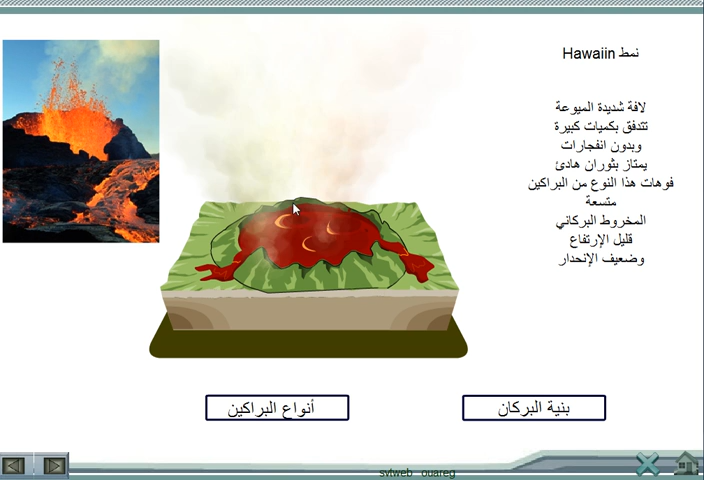 نمط Hawaiin
لافة شديدة الميوعة
تتدفق بكميات كبيرة
وبدون انفجارات
يمتاز بثوران هادئ
فوهات هذا النوع من البراكين
متسعة
المخروط البركاني
قليل الإرتفاع
وضعيف الإنحدار
بنية البركان
أنواع البراكين
svtweb ouareg